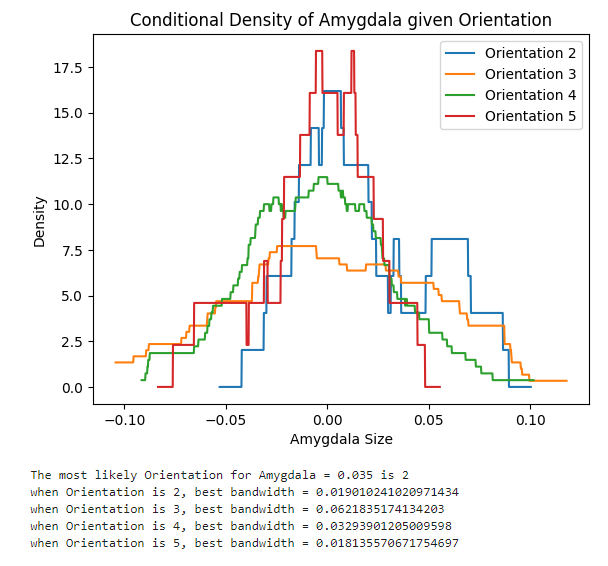 Conditional Density of Amygdala given Orientation
Orientation 2
Orientation 3
Orientation 4
Orientation 5
17.5
15.0
12.5
10.0
7.5
5.0
2.5
0.0
Density
−0.10
−0.05
0.00
0.05
0.10
Amygdala Size
The most likely Orientation for Amygdala = 0.035 is 2
when Orientation is 2, best bandwidth = 0.019010241020971434
when Orientation is 3, best bandwidth = 0.0621835174134203
when Orientation is 4, best bandwidth = 0.03293901205009598
when Orientation is 5, best bandwidth = 0.018135570671754697